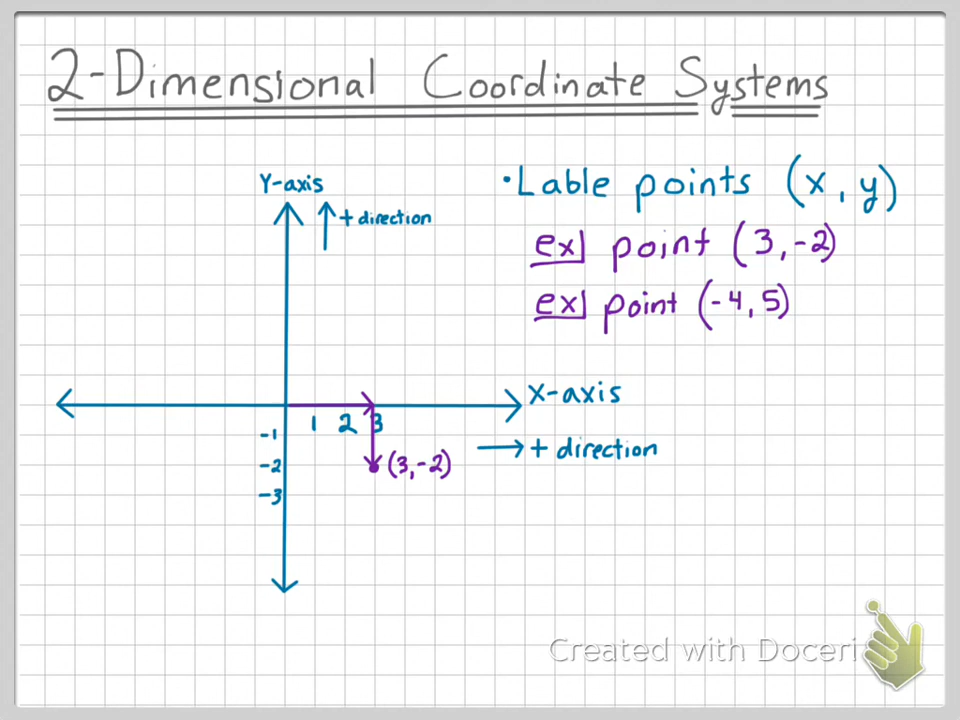 2-Dimensional Coordinate Systems
Y-axis
+ direction
•Lable points (x, y)
ex] point (3, -2)
ex] point (-4, 5)
X-axis
1 2 3
-1
→ + direction
-2
(3, -2)
-3
Created with Doceri